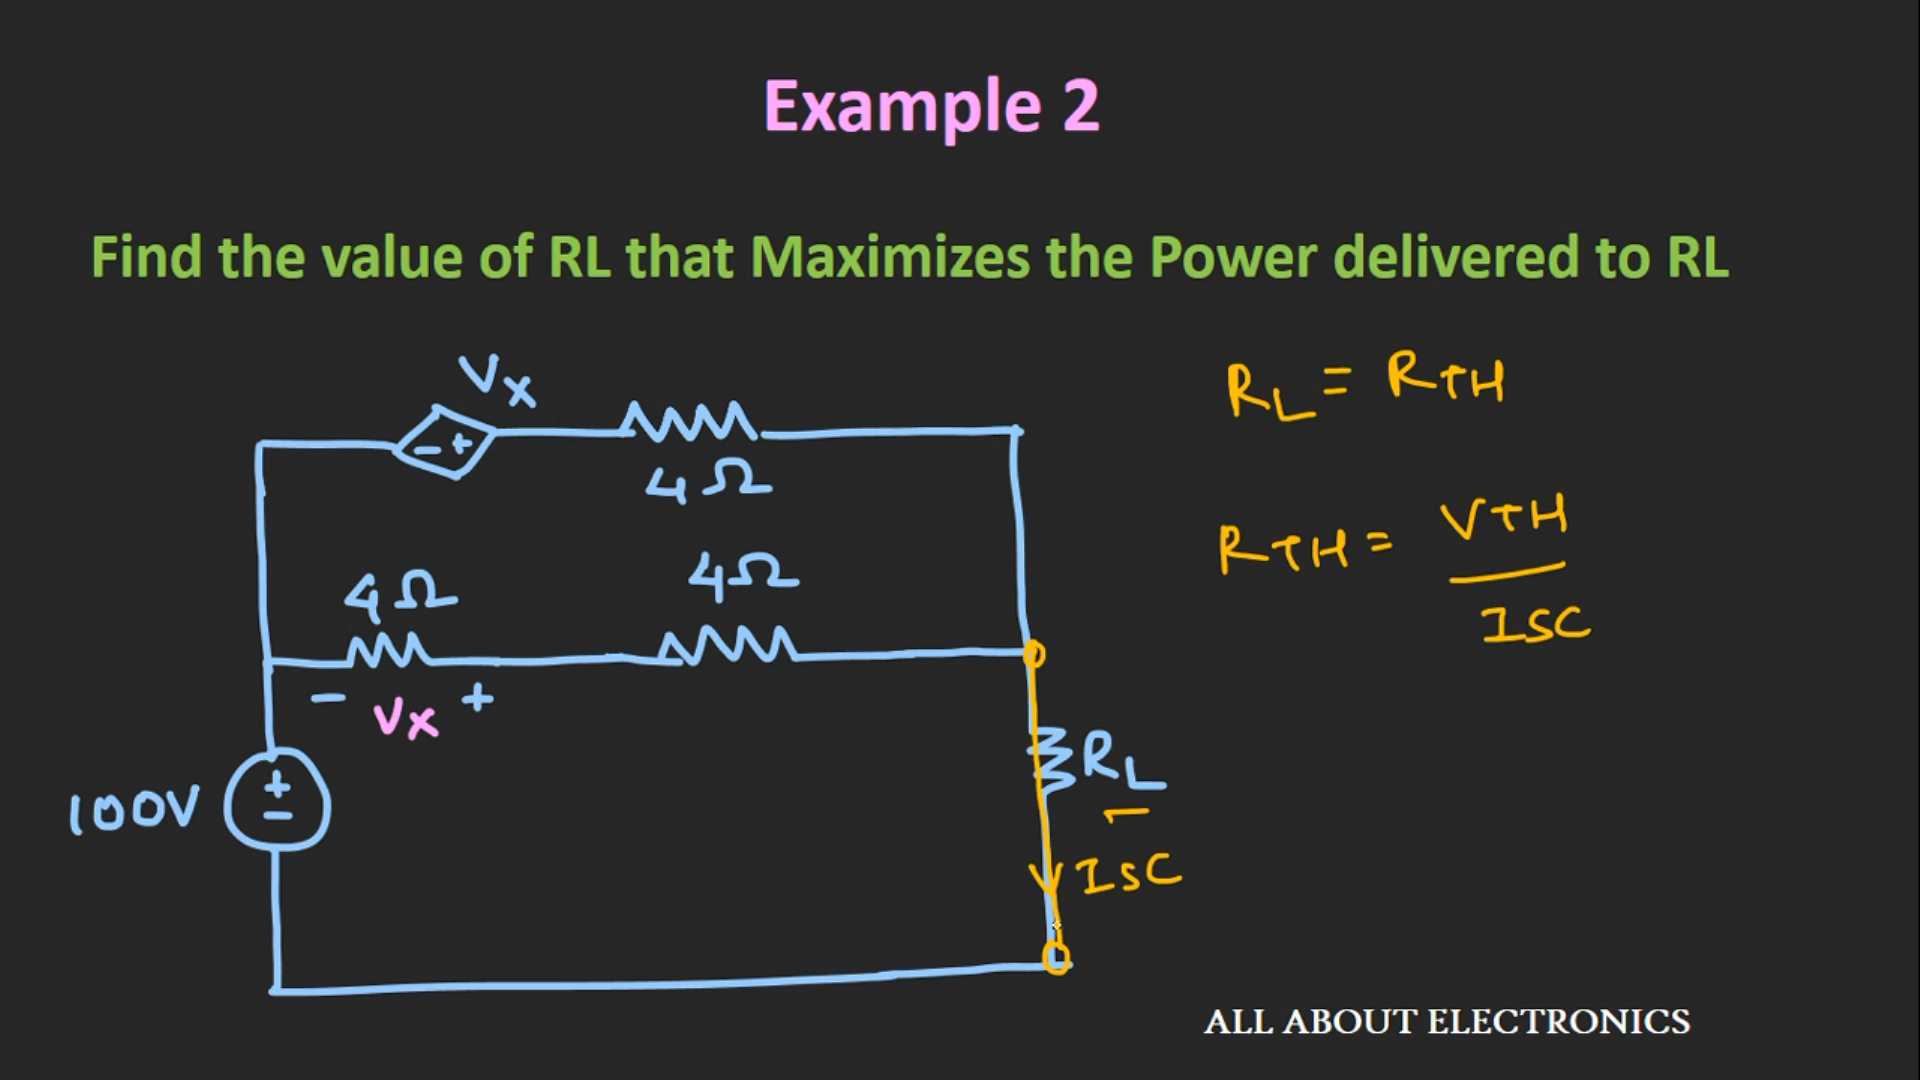 Example 2
Find the value of RL that Maximizes the Power delivered to RL
Vx
- +
4Ω
4Ω
4Ω
- Vx +
100V
+
-
RL
ISC
RL = RTH
RTH = VTH
ISC
ALL ABOUT ELECTRONICS